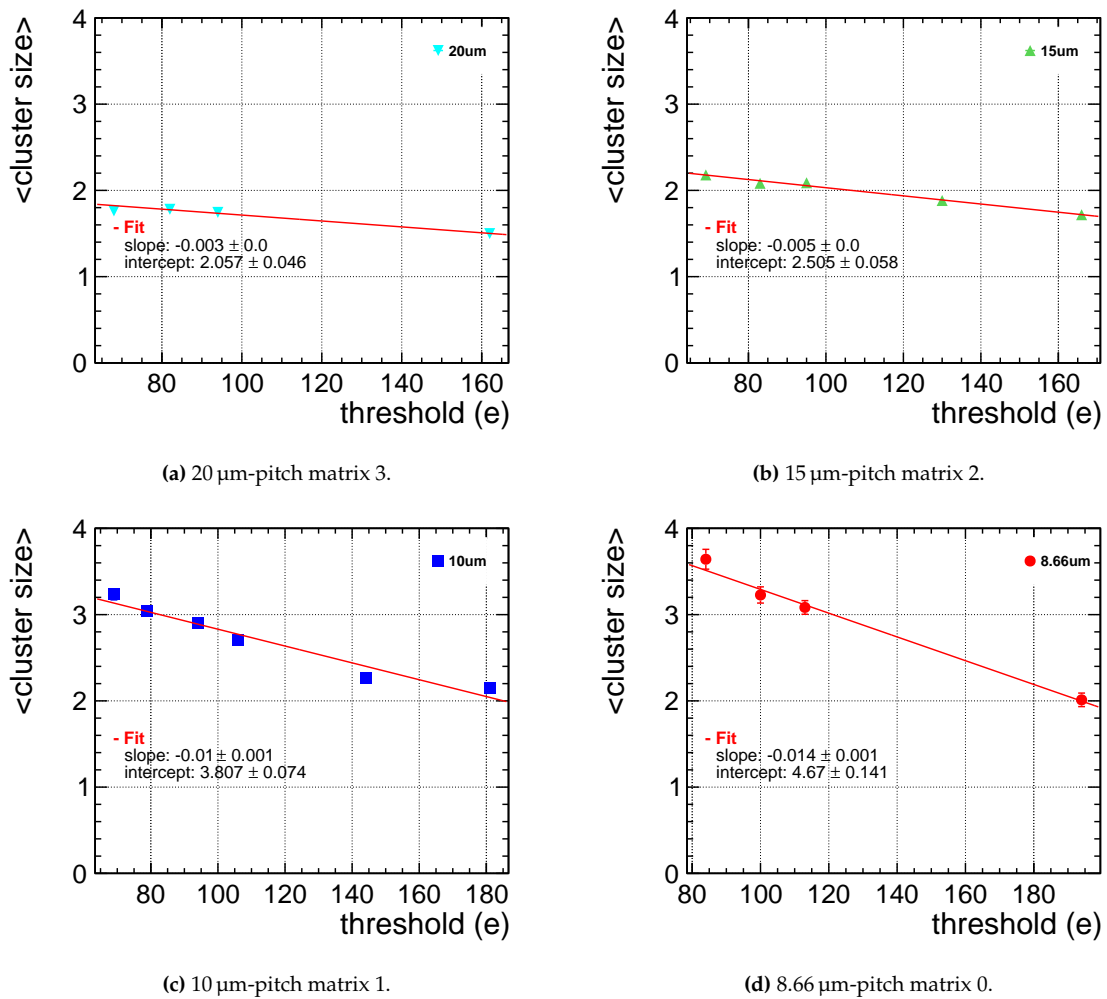 <cluster size>
4
3
2
1
0
20um
- Fit
slope: -0.003 ± 0.0
intercept: 2.057 ± 0.046
80 100 120 140 160
threshold (e)
(a) 20 µm-pitch matrix 3.
<cluster size>
4
3
2
1
0
15um
- Fit
slope: -0.005 ± 0.0
intercept: 2.505 ± 0.058
80 100 120 140 160
threshold (e)
(b) 15 µm-pitch matrix 2.
<cluster size>
4
3
2
1
0
10um
- Fit
slope: -0.01 ± 0.001
intercept: 3.807 ± 0.074
80 100 120 140 160 180
threshold (e)
(c) 10 µm-pitch matrix 1.
<cluster size>
4
3
2
1
0
8.66um
- Fit
slope: -0.014 ± 0.001
intercept: 4.67 ± 0.141
80 100 120 140 160 180
threshold (e)
(d) 8.66 µm-pitch matrix 0.